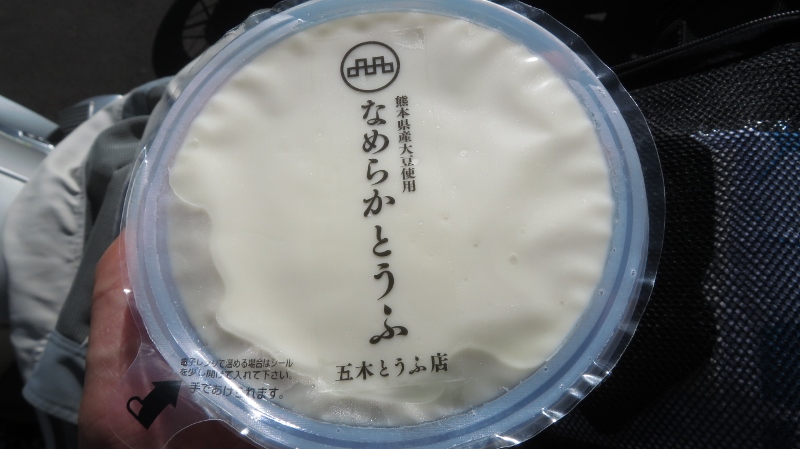 熊本県産大豆使用
なめらかとうふ
五木とうふ店
電子レンジで温める場合はシール
を少し開けて入れて下さい。
手であけられます。